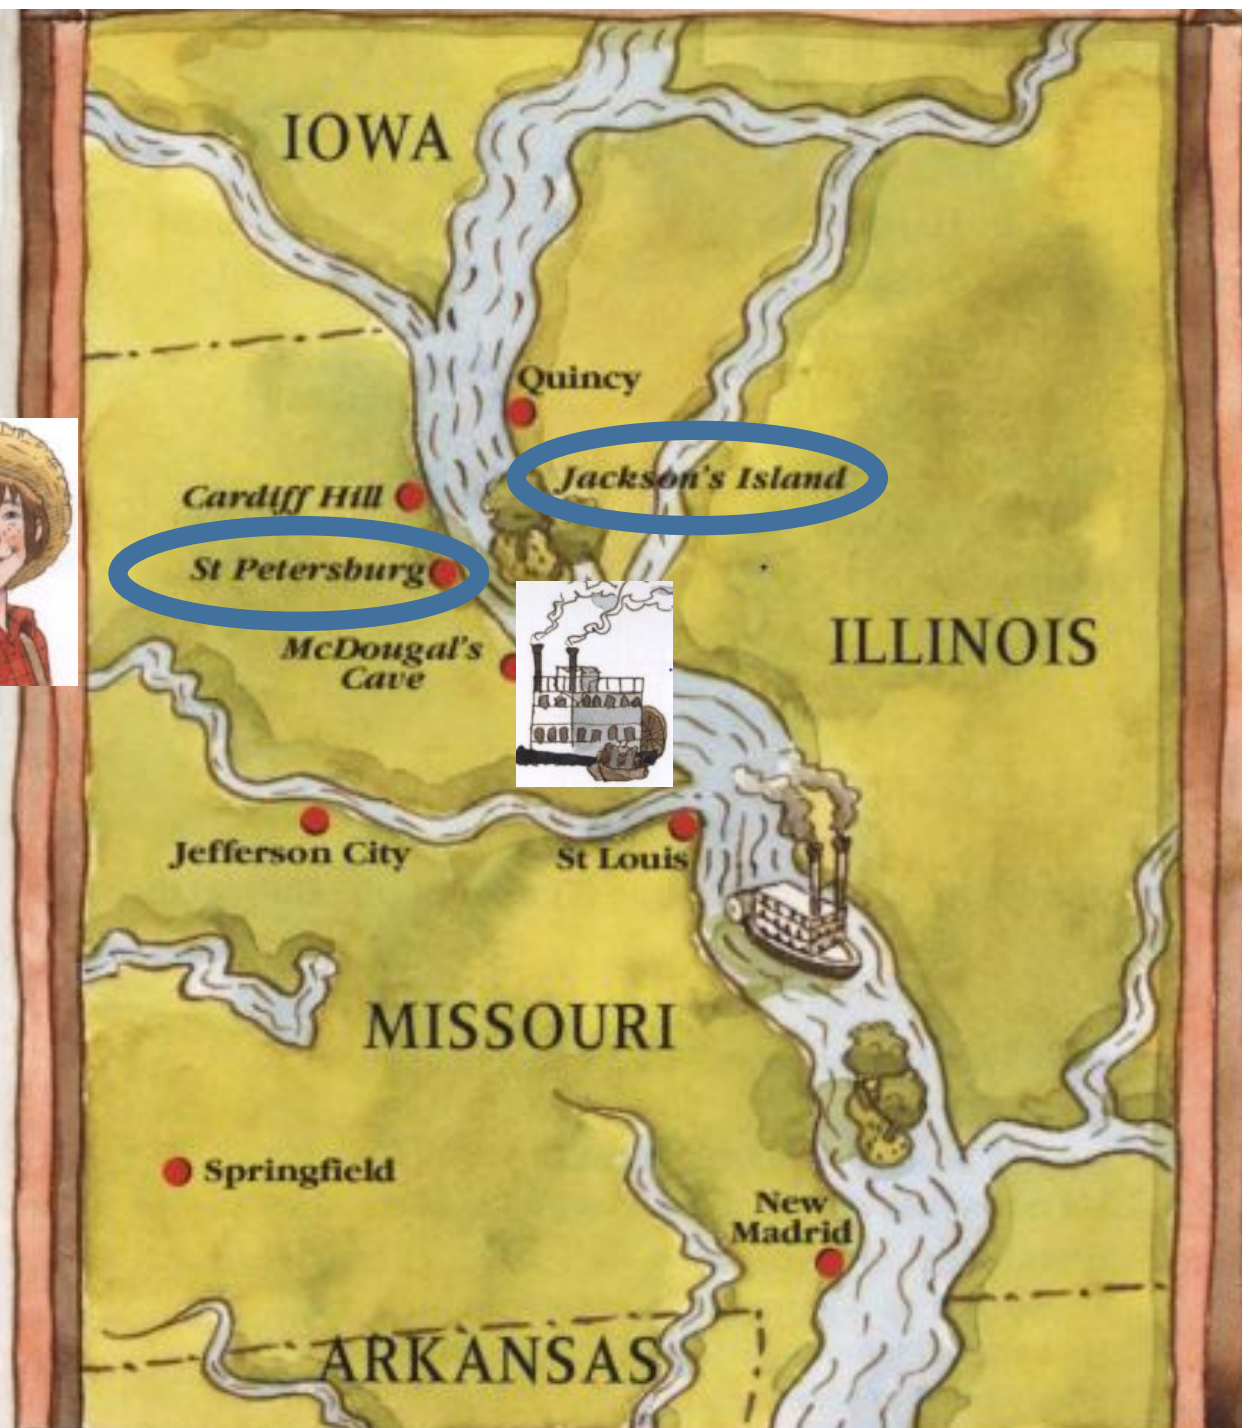 IOWA
Quincy
Jackson's Island
Cardiff Hill
St Petersburg
McDougal's
Cave
ILLINOIS
Jefferson City
St Louis
MISSOURI
Springfield
New
Madrid
ARKANSAS